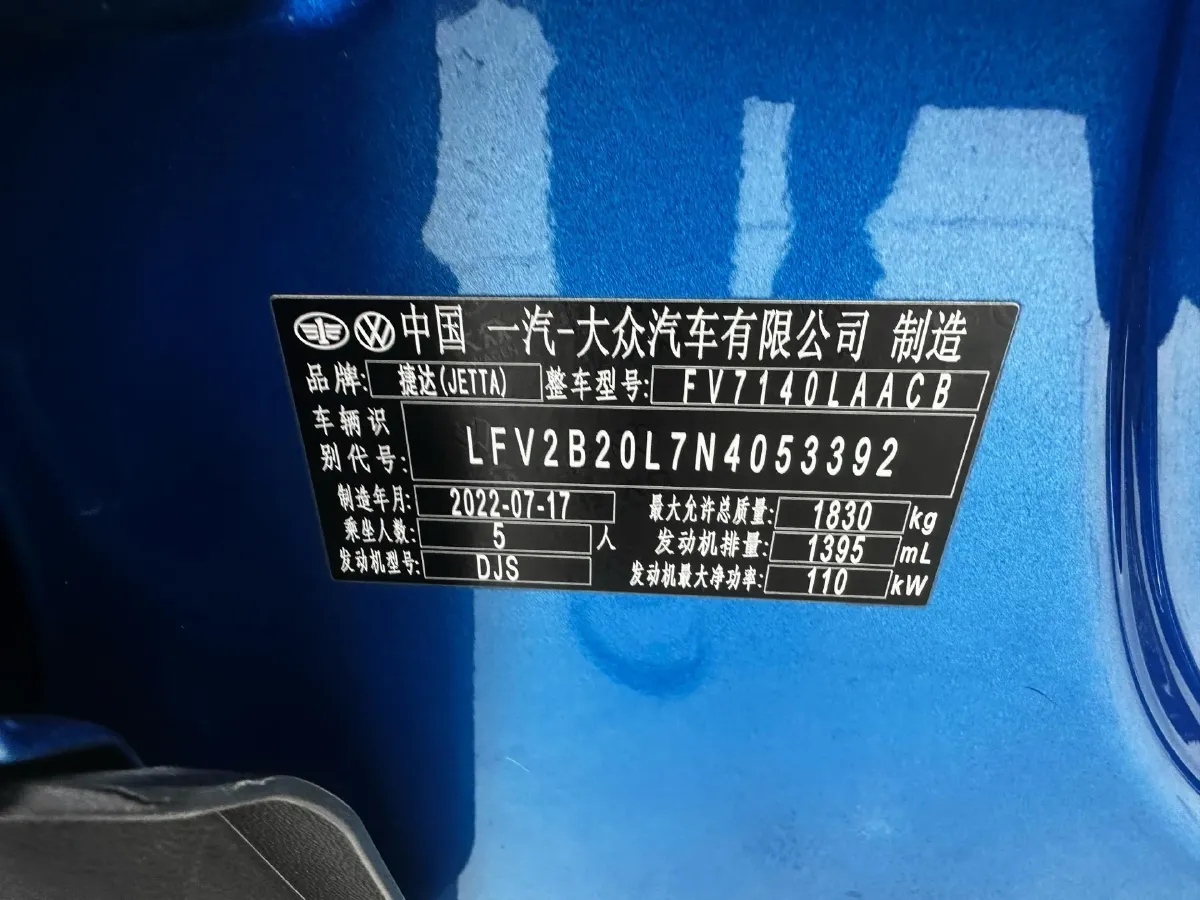 中国 一汽-大众汽车有限公司 制造
品牌: 捷达(JETTA) 整车型号: FV7140LAACB
车辆识别代号: LFV2B20L7N4053392
制造年月: 2022-07-17 最大允许总质量: 1830 kg
乘坐人数: 5 人 发动机排量: 1395 mL
发动机型号: DJS 发动机最大净功率: 110 kW